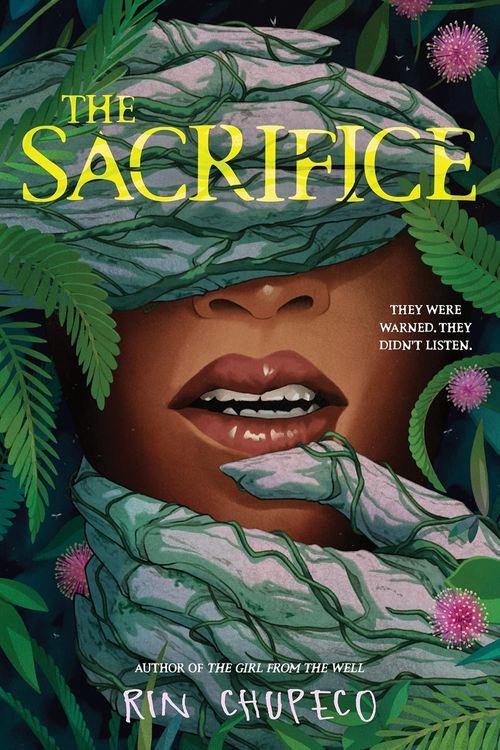 THE
SACRIFICE
THEY WERE
WARNED. THEY
DIDN'T LISTEN.
AUTHOR OF THE GIRL FROM THE WELL
RIN CHUPECO